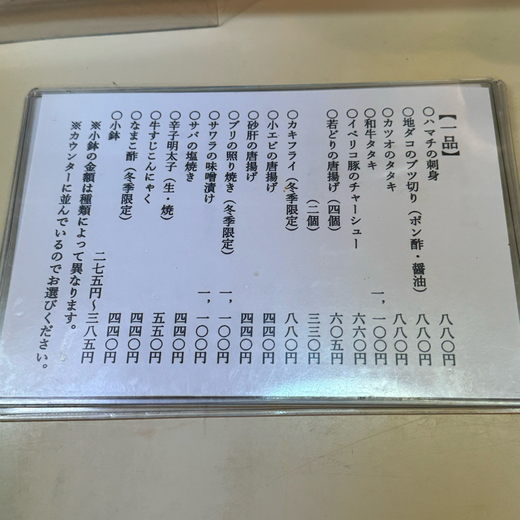 【一品】
○ハマチの刺身 八八〇円
○地ダコのブツ切り（ポン酢・醤油） 八八〇円
○カツオのタタキ 八八〇円
○和牛タタキ 一，一〇〇円
○イベリコ豚のチャーシュー 六六〇円
○若どりの唐揚げ（四個） 六〇五円
（二個） 三三〇円
○カキフライ（冬季限定） 八八〇円
○小エビの唐揚げ 四四〇円
○砂肝の唐揚げ 四四〇円
○ブリの照り焼き（冬季限定） 一，一〇〇円
○サワラの味噌漬け 一，一〇〇円
○サバの塩焼き 四四〇円
○辛子明太子（生・焼） 五五〇円
○牛すじこんにゃく 四四〇円
○なまこ酢（冬季限定） 四四〇円
○小鉢 二七五円～三八五円
※小鉢の金額は種類によって異なります。
※カウンターに並んでいるのでお選びください。